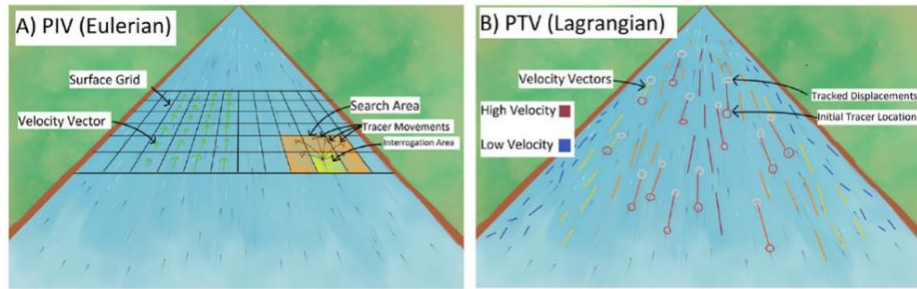 A) PIV (Eulerian)
Surface Grid
Velocity Vector
Search Area
Tracer Movements
Interrogation Area
B) PTV (Lagrangian)
Velocity Vectors
Tracked Displacements
High Velocity
Initial Tracer Location
Low Velocity